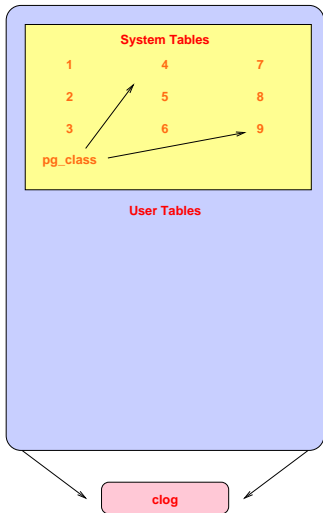 System Tables
1 4 7
2 5 8
3 6 9
pg_class
User Tables
clog